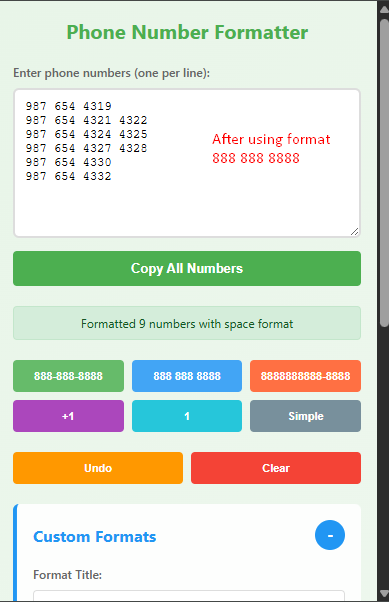 Phone Number Formatter
Enter phone numbers (one per line):
987 654 4319
987 654 4321 4322
987 654 4324 4325
987 654 4327 4328
987 654 4330
987 654 4332
After using format
888 888 8888
Copy All Numbers
Formatted 9 numbers with space format
888-888-8888
888 888 8888
8888888888-8888
+1
1
Simple
Undo
Clear
Custom Formats
-
Format Title: